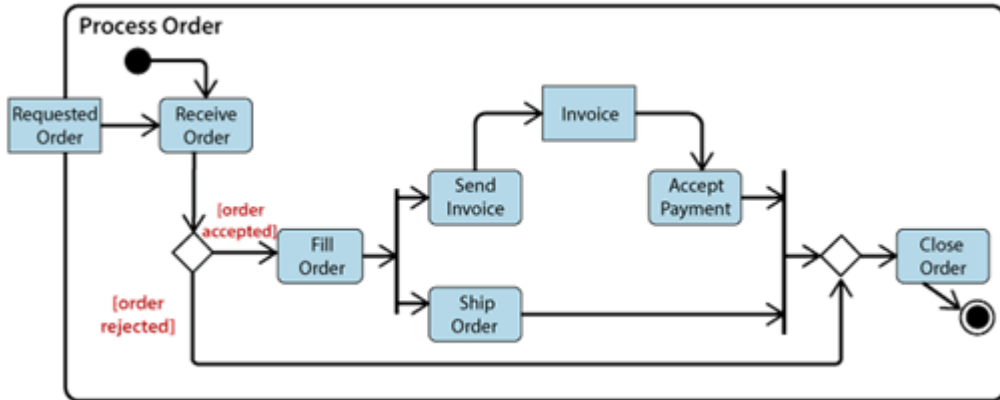 Process Order
Requested
Order
Receive
Order
Invoice
Send
Invoice
Accept
Payment
[order
accepted]
Fill
Order
Close
Order
Ship
Order
[order
rejected]